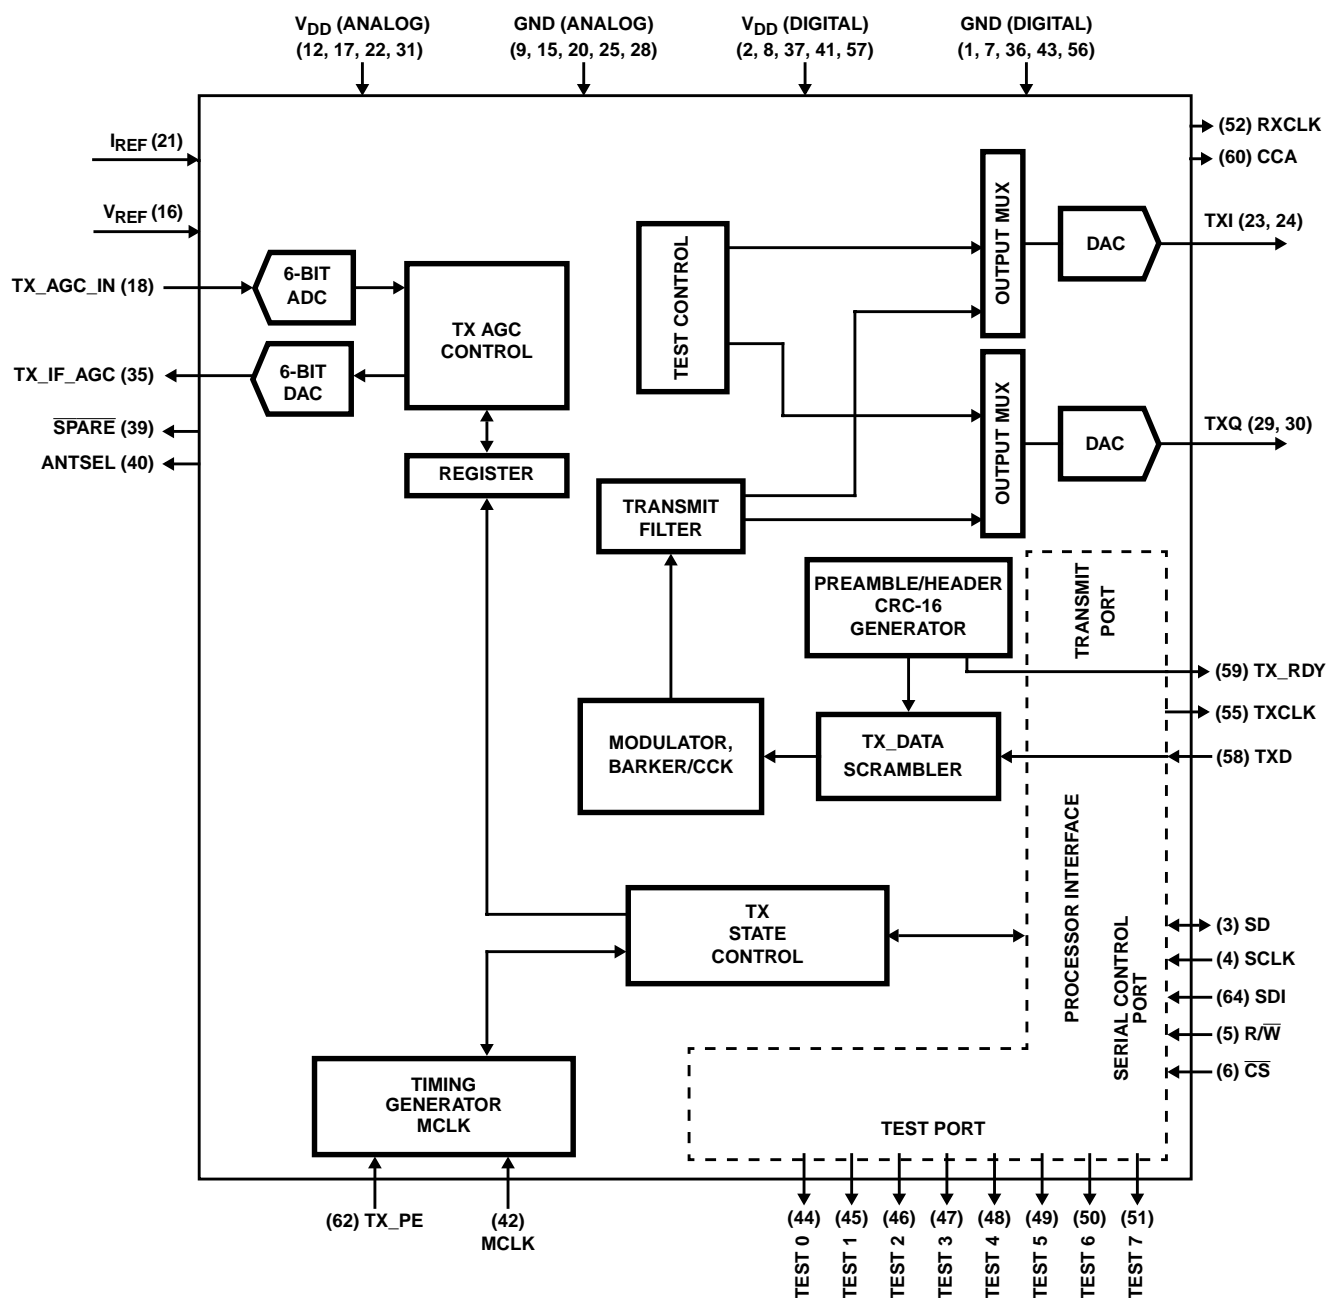 VDD (ANALOG)
(12, 17, 22, 31)
GND (ANALOG)
(9, 15, 20, 25, 28)
VDD (DIGITAL)
(2, 8, 37, 41, 57)
GND (DIGITAL)
(1, 7, 36, 43, 56)
IREF (21)
VREF (16)
TX_AGC_IN (18)
TX_IF_AGC (35)
SPARE (39)
ANTSEL (40)
6-BIT
ADC
6-BIT
DAC
TX AGC
CONTROL
REGISTER
TEST CONTROL
OUTPUT MUX
OUTPUT MUX
DAC
DAC
(52) RXCLK
(60) CCA
TXI (23, 24)
TXQ (29, 30)
TRANSMIT
FILTER
PREAMBLE/HEADER
CRC-16
GENERATOR
TRANSMIT
PORT
(59) TX_RDY
(55) TXCLK
(58) TXD
MODULATOR,
BARKER/CCK
TX_DATA
SCRAMBLER
PROCESSOR INTERFACE
SERIAL CONTROL
PORT
TX
STATE
CONTROL
(3) SD
(4) SCLK
(64) SDI
(5) R/W
(6) CS
TIMING
GENERATOR
MCLK
TEST PORT
(62) TX_PE
(42)
MCLK
(44)
TEST 0
(45)
TEST 1
(46)
TEST 2
(47)
TEST 3
(48)
TEST 4
(49)
TEST 5
(50)
TEST 6
(51)
TEST 7